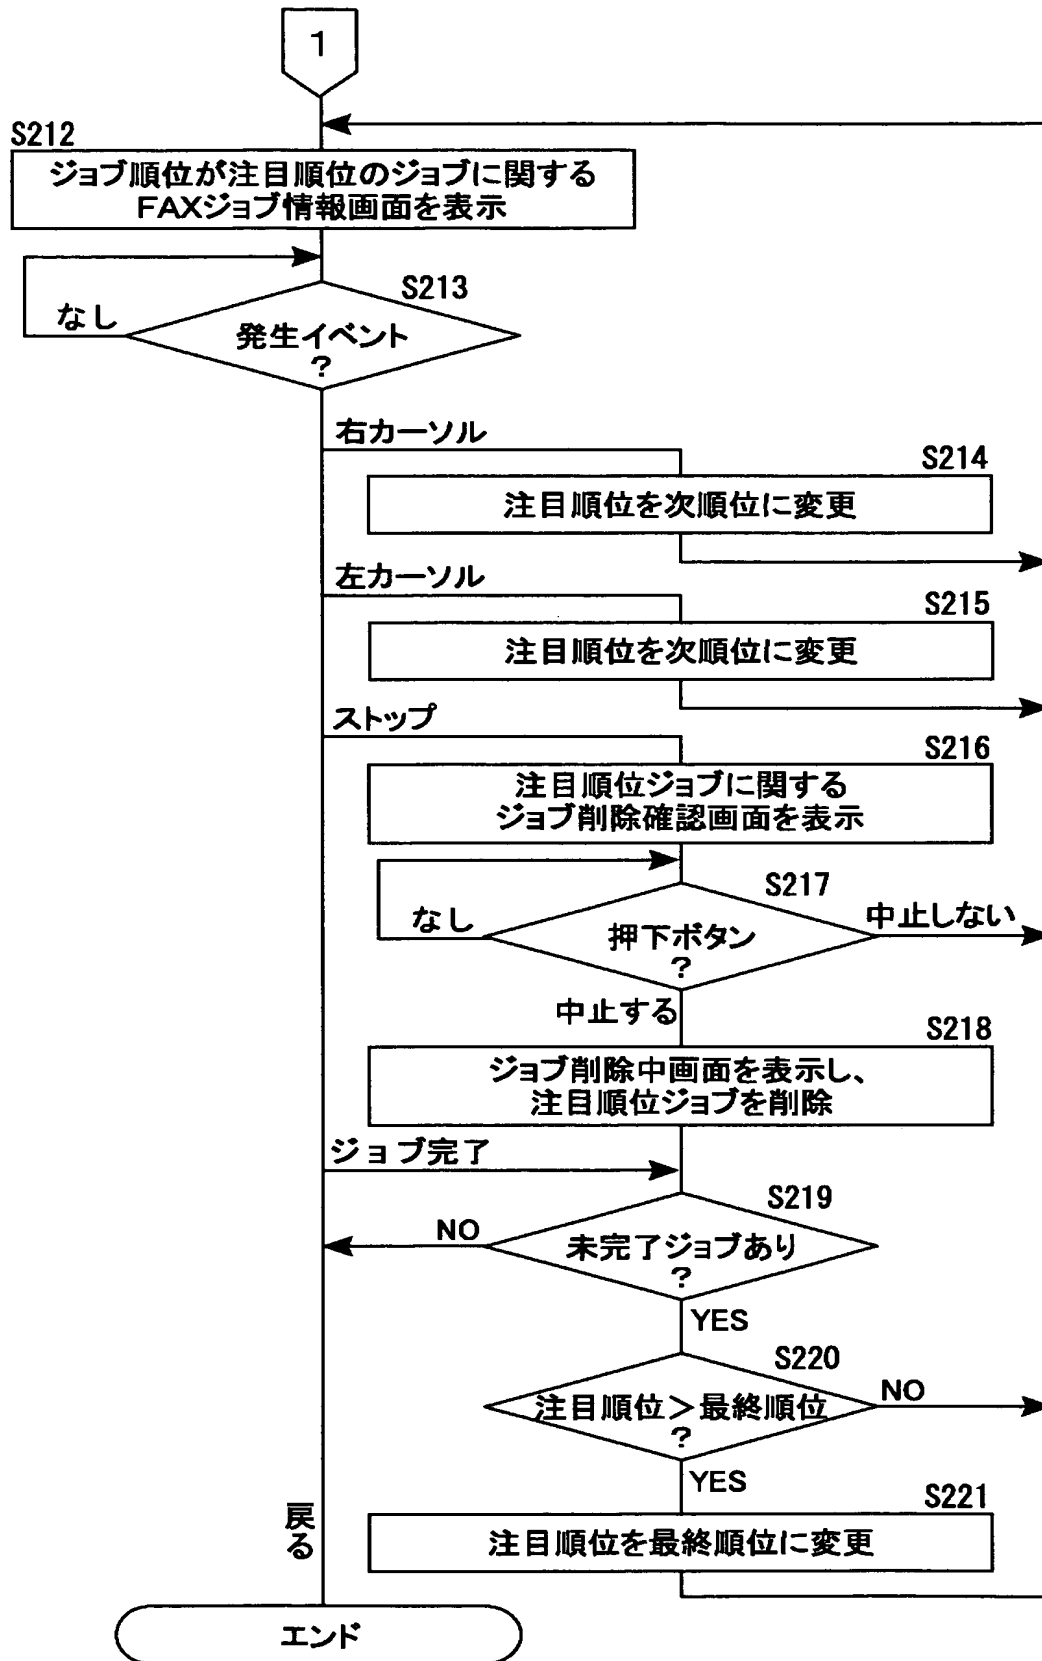 1
S212
ジョブ順位が注目順位のジョブに関する
FAXジョブ情報画面を表示
S213
なし
発生イベント
?
右カーソル
S214
注目順位を次順位に変更
左カーソル
S215
注目順位を次順位に変更
ストップ
S216
注目順位ジョブに関する
ジョブ削除確認画面を表示
S217
なし
押下ボタン
?
中止しない
中止する
S218
ジョブ削除中画面を表示し、
注目順位ジョブを削除
ジョブ完了
S219
NO
未完了ジョブあり
?
YES
S220
注目順位>最終順位
?
NO
YES
S221
注目順位を最終順位に変更
戻る
エンド